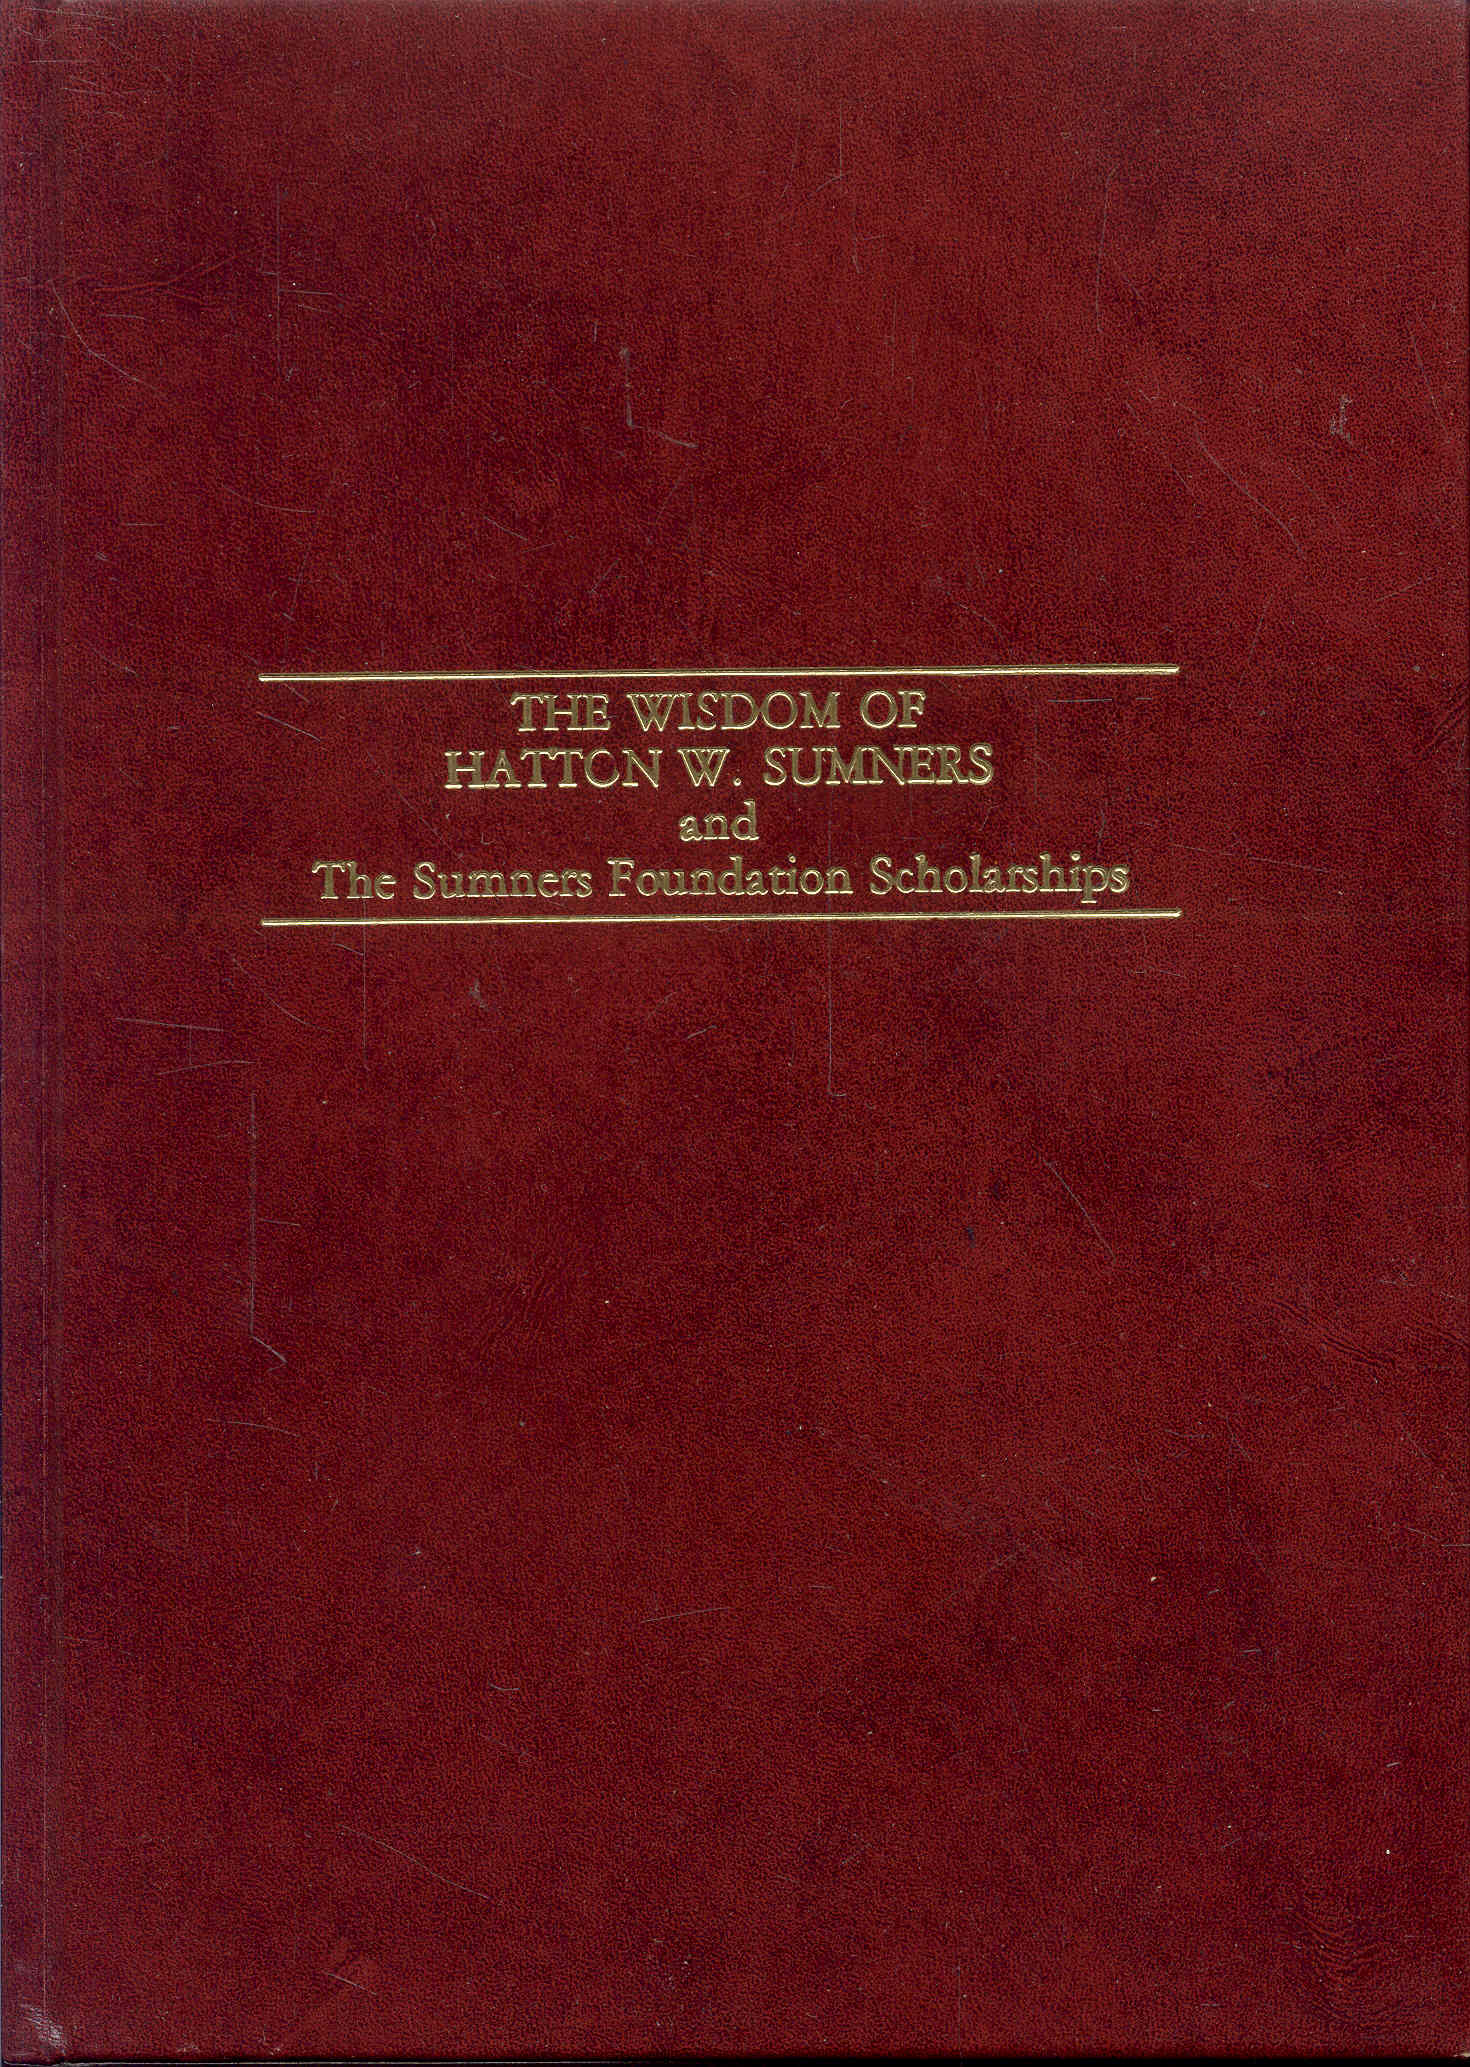 THE WISDOM OF
HATTON W. SUMNERS
and
The Sumners Foundation Scholarships